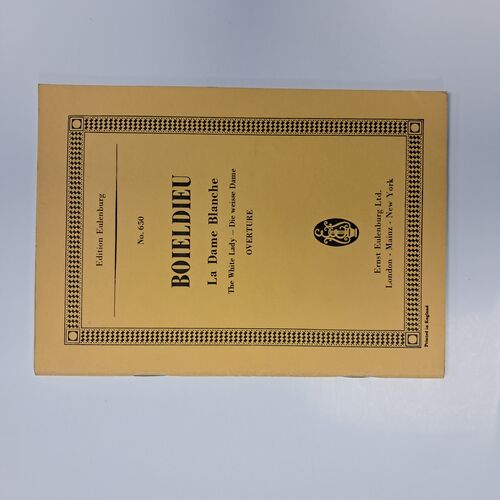 Edition Eulenburg
No. 650
BOIELDIEU
La Dame Blanche
The White Lady – Die weisse Dame
OVERTURE
Ernst Eulenburg Ltd.
London - Mainz - New York
Printed in England